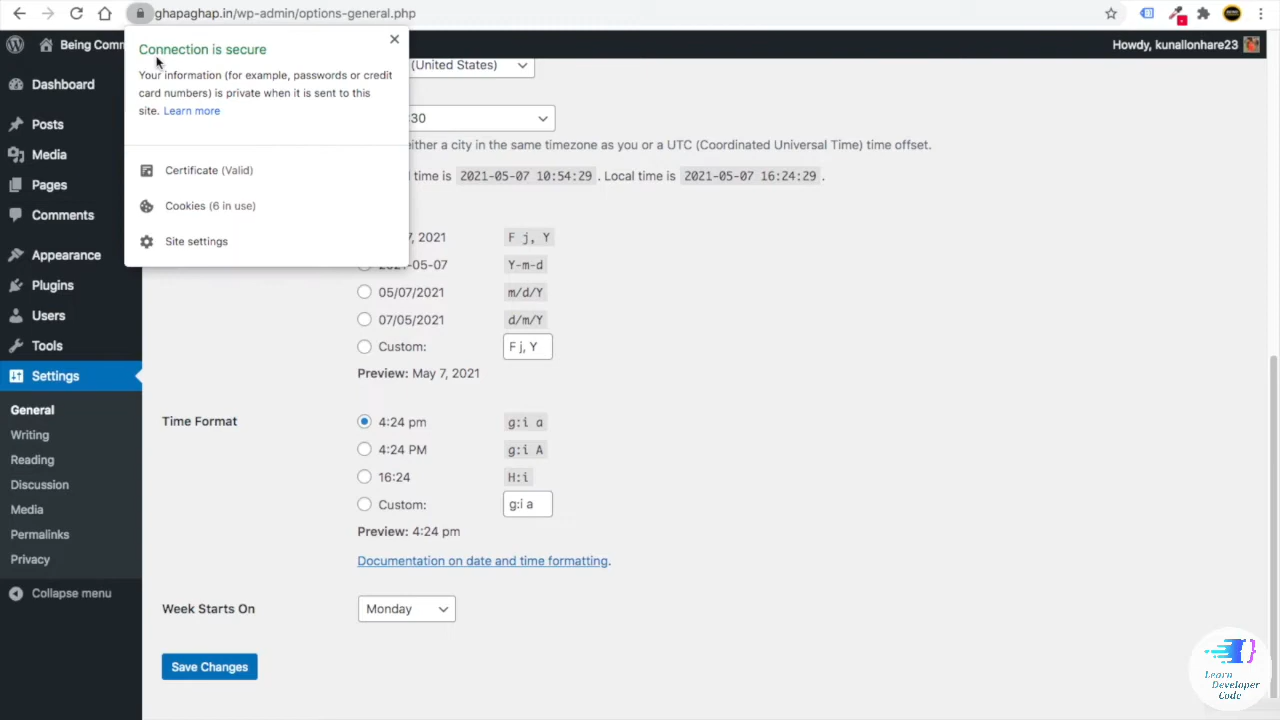 ghapaghap.in/wp-admin/options-general.php
Being Comm
Howdy, kunallonhare23
Connection is secure
Your information (for example, passwords or credit
card numbers) is private when it is sent to this
site. Learn more
Certificate (Valid)
Cookies (6 in use)
Site settings
Dashboard
Posts
Media
Pages
Comments
Appearance
Plugins
Users
Tools
Settings
General
Writing
Reading
Discussion
Media
Permalinks
Privacy
Collapse menu
(United States)
:30
either a city in the same timezone as you or a UTC (Coordinated Universal Time) time offset.
l time is 2021-05-07 10:54:29 . Local time is 2021-05-07 16:24:29 .
7, 2021 F j, Y
2021-05-07 Y-m-d
05/07/2021 m/d/Y
07/05/2021 d/m/Y
Custom: F j, Y
Preview: May 7, 2021
Time Format
4:24 pm g:i a
4:24 PM g:i A
16:24 H:i
Custom: g:i a
Preview: 4:24 pm
Documentation on date and time formatting.
Week Starts On Monday
Save Changes
Learn
Developer
Code